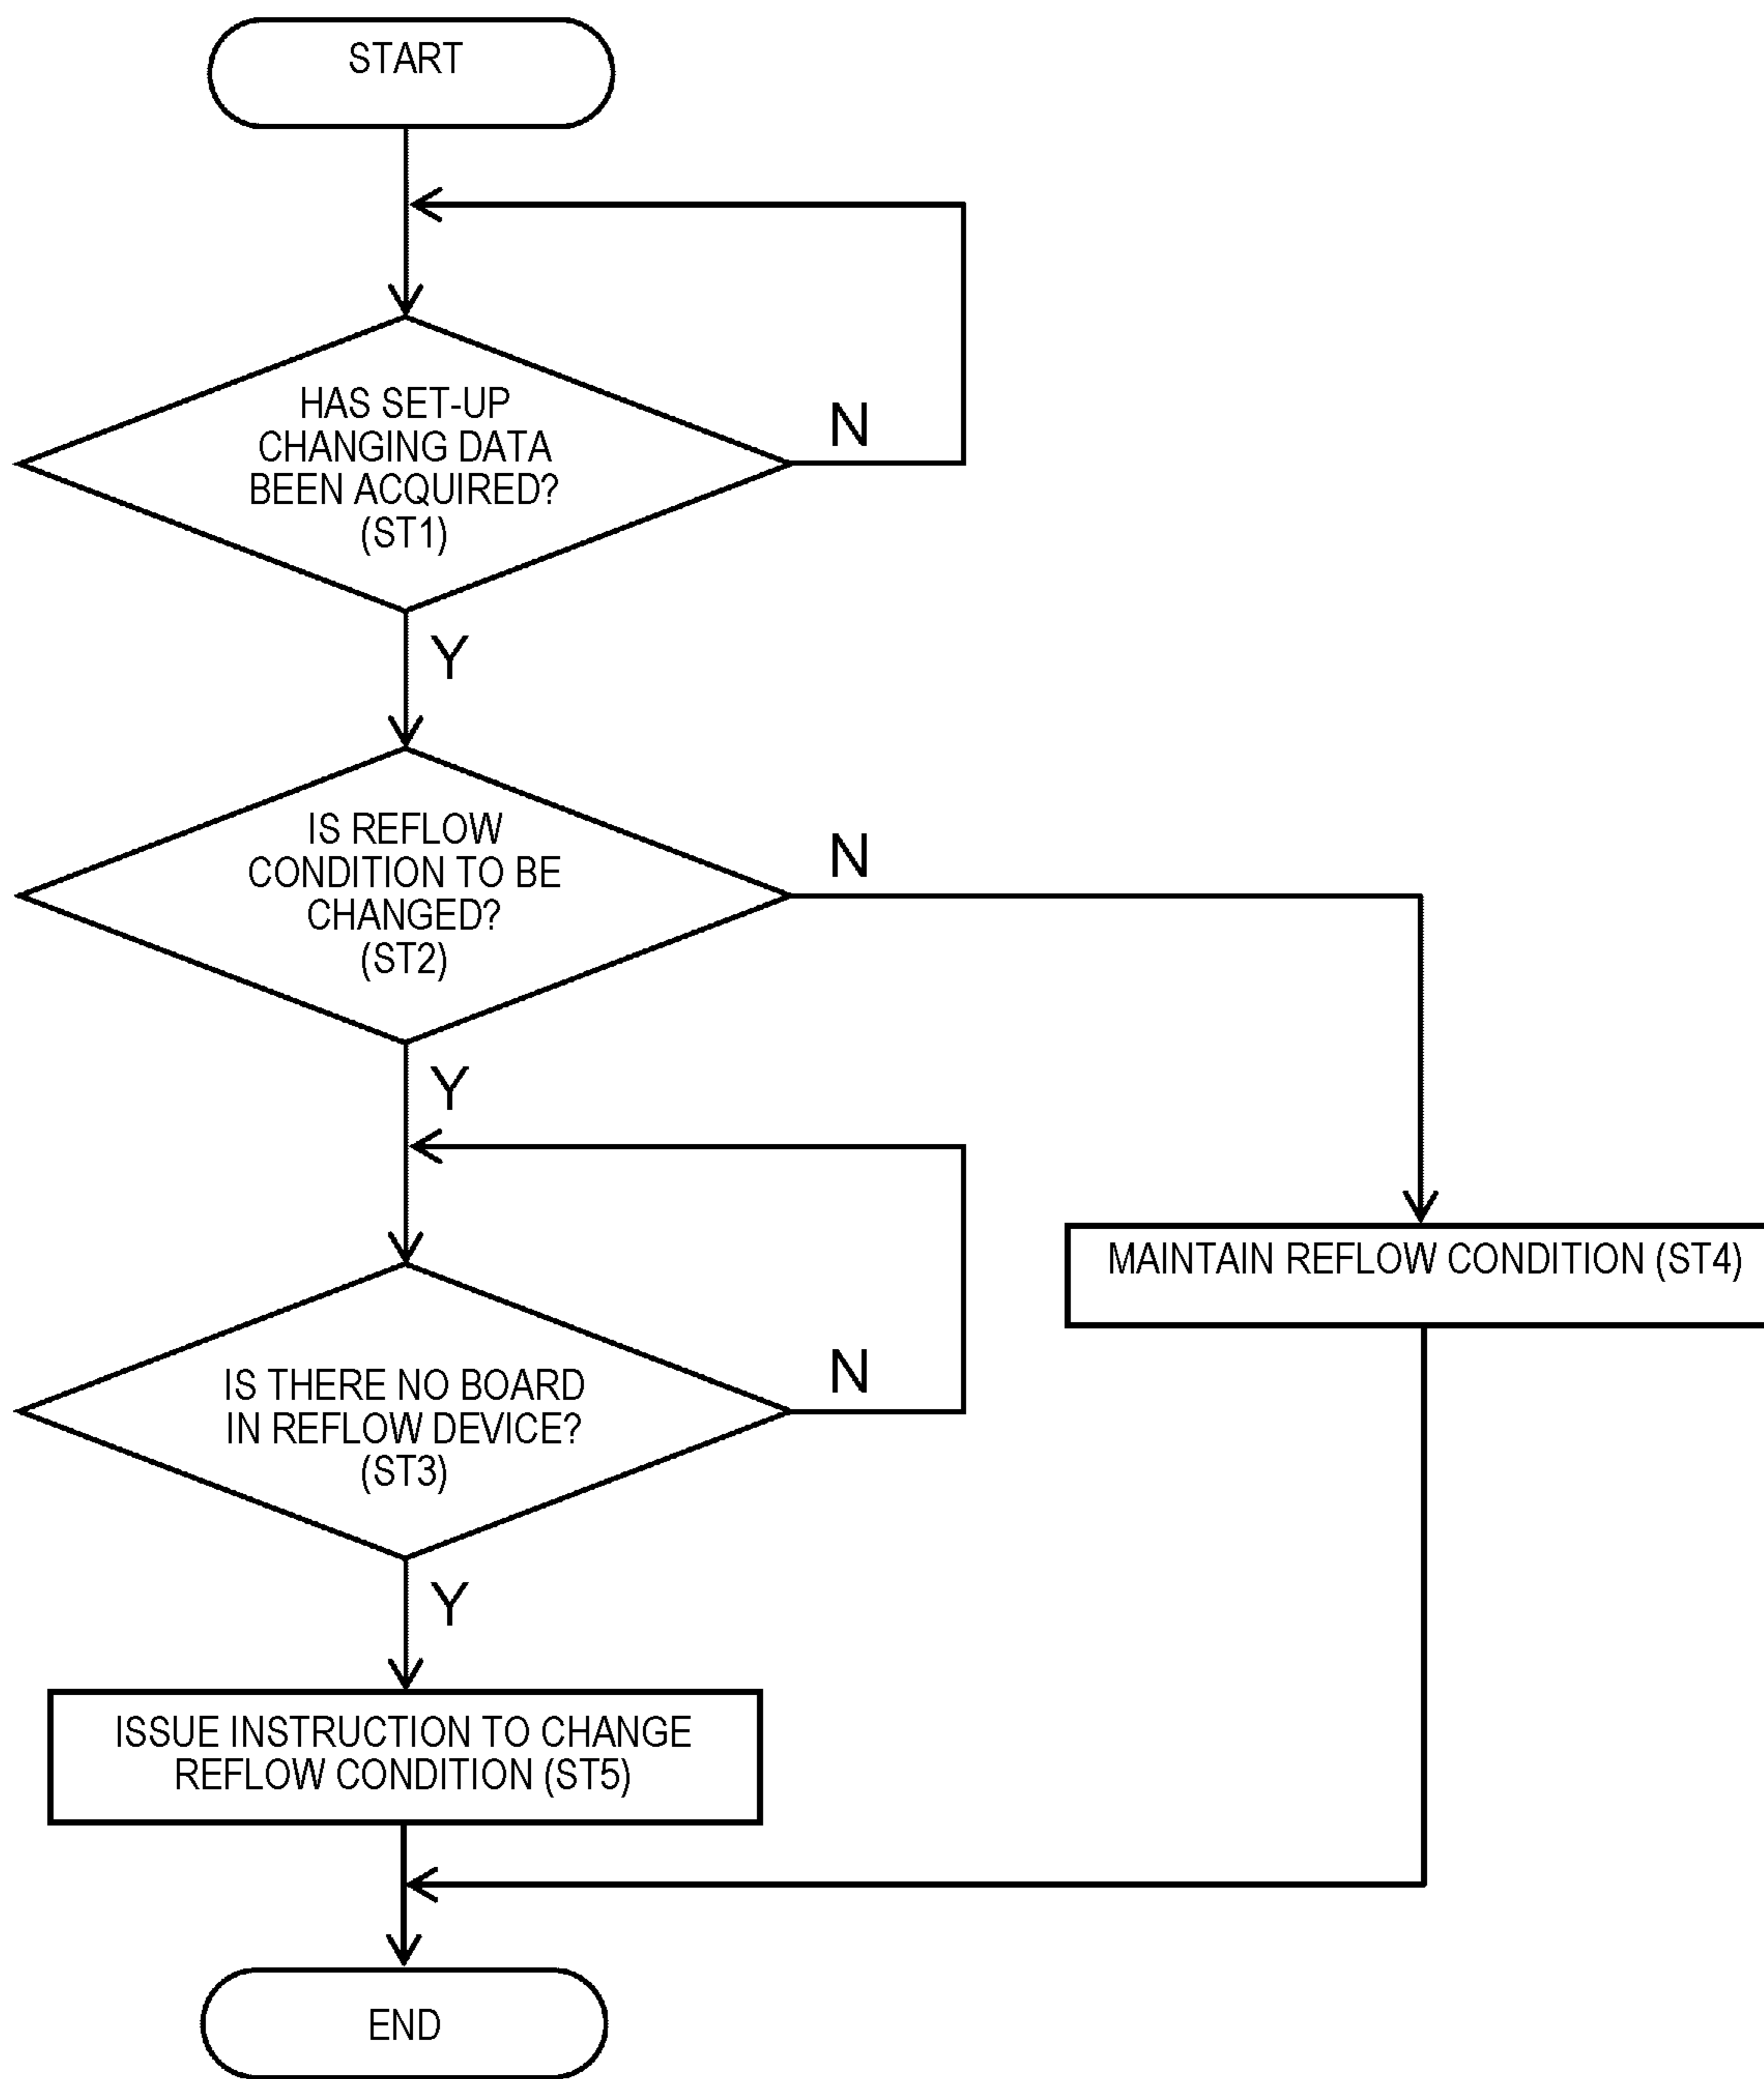 START
HAS SET-UP
CHANGING DATA
BEEN ACQUIRED?
(ST1)
N
Y
IS REFLOW
CONDITION TO BE
CHANGED?
(ST2)
N
Y
MAINTAIN REFLOW CONDITION (ST4)
IS THERE NO BOARD
IN REFLOW DEVICE?
(ST3)
N
Y
ISSUE INSTRUCTION TO CHANGE
REFLOW CONDITION (ST5)
END